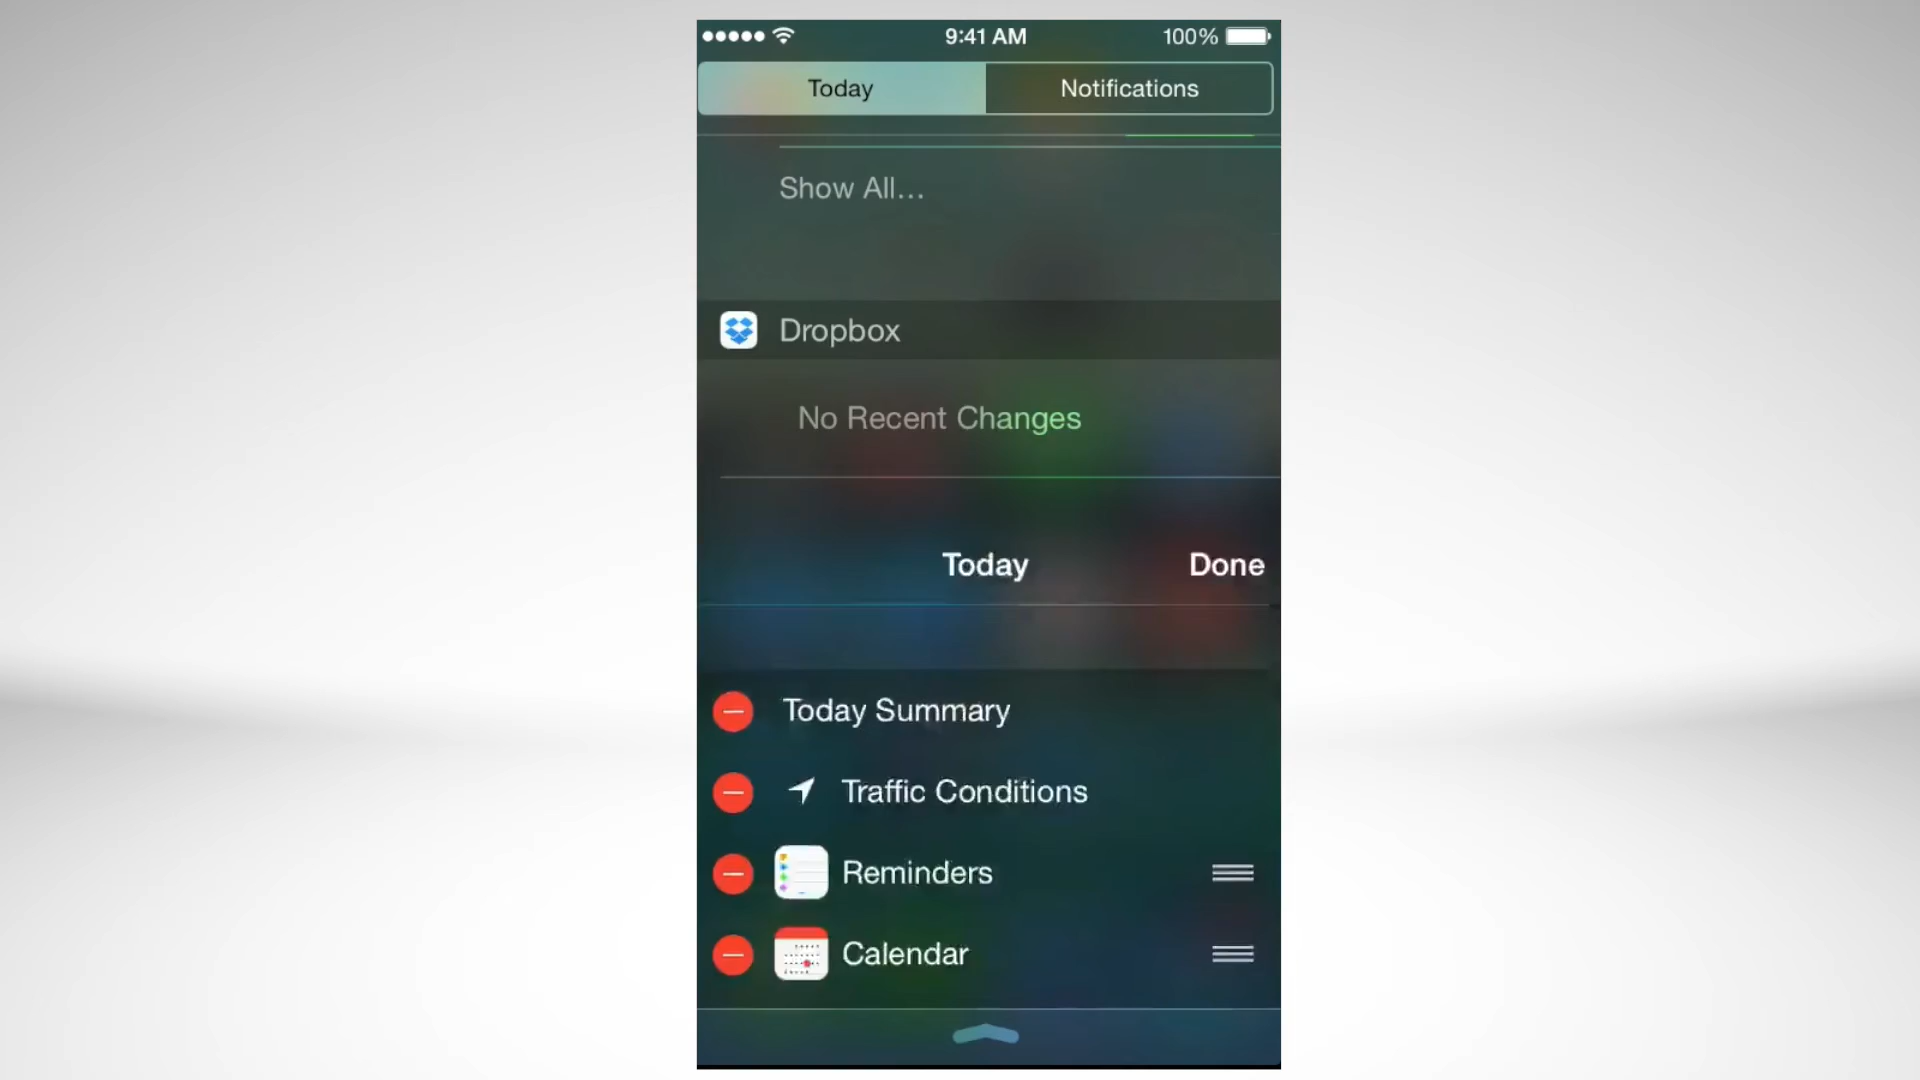 9:41 AM
100%
Today
Notifications
Show All...
Dropbox
No Recent Changes
Today
Done
Today Summary
Traffic Conditions
Reminders
Calendar